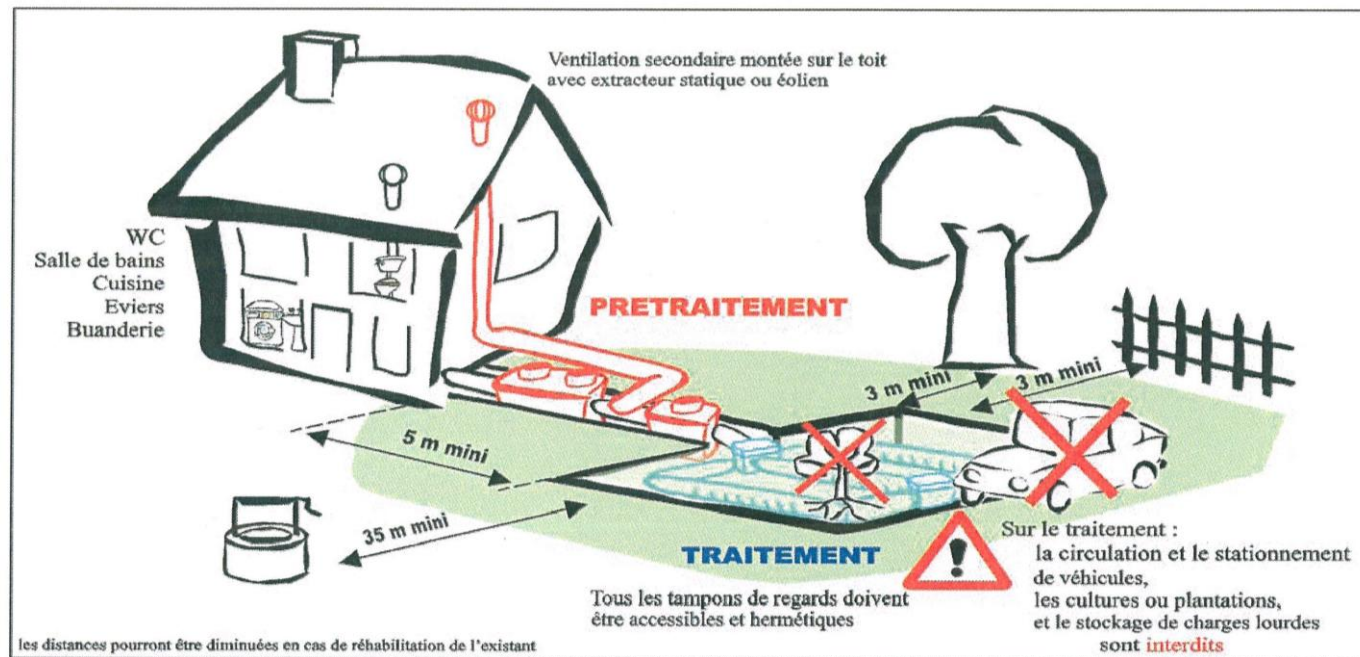 Ventilation secondaire montée sur le toit
avec extracteur statique ou éolien
WC
Salle de bains
Cuisine
Eviers
Buanderie
PRETRAITEMENT
3 m mini
3 m mini
5 m mini
35 m mini
TRAITEMENT
Tous les tampons de regards doivent
être accessibles et hermétiques
Sur le traitement :
la circulation et le stationnement
de véhicules,
les cultures ou plantations,
et le stockage de charges lourdes
sont interdits
les distances pourront être diminuées en cas de réhabilitation de l'existant